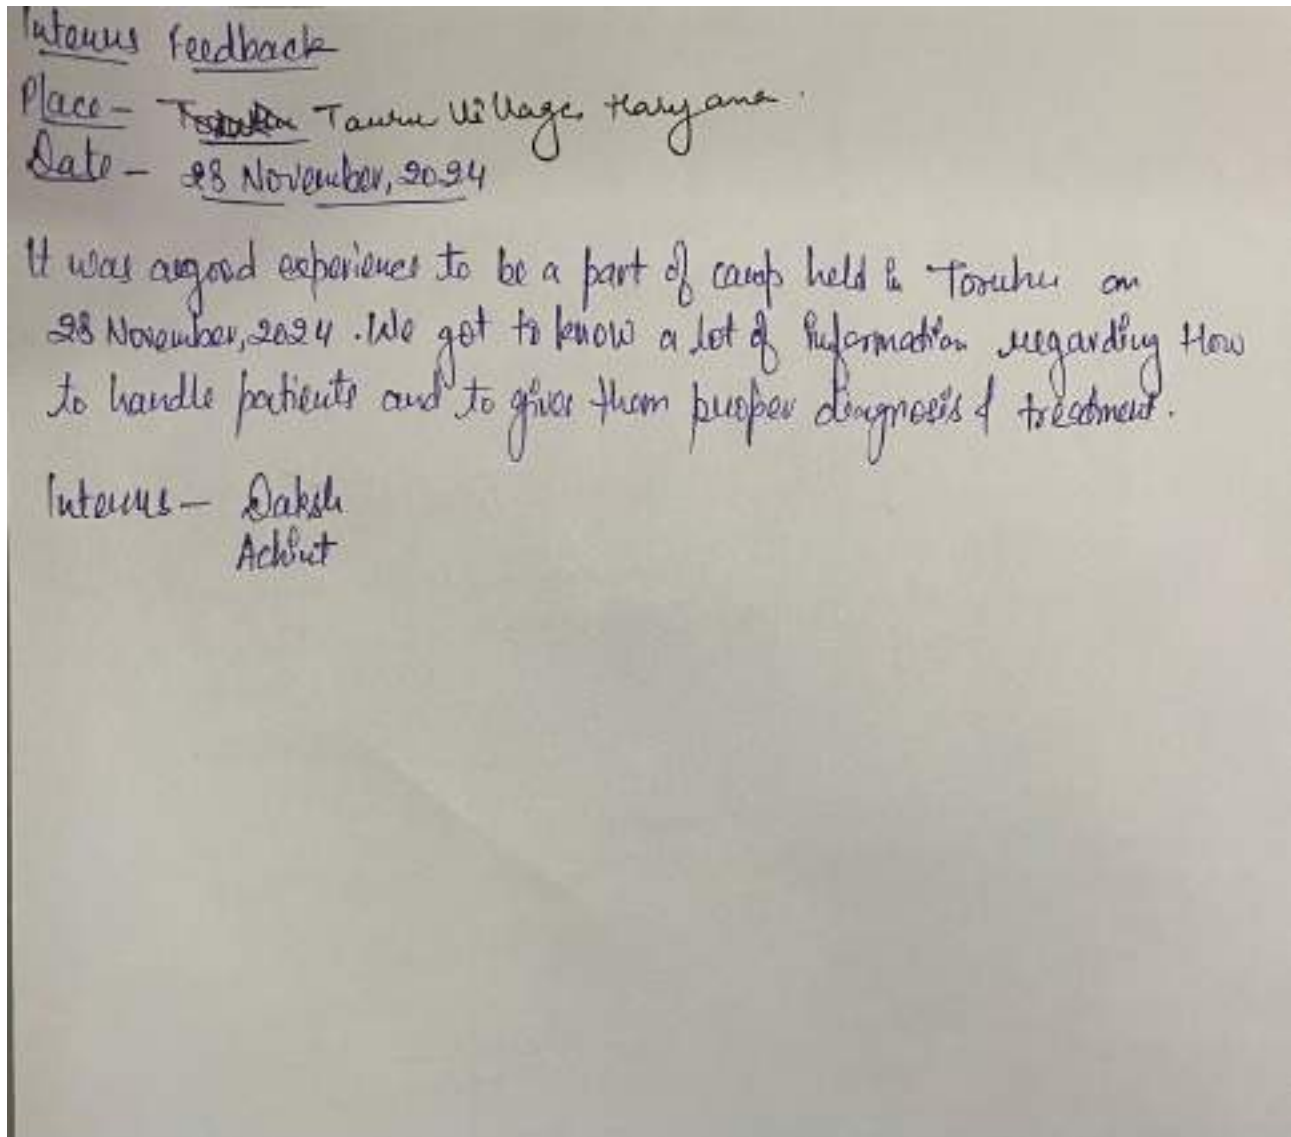 Interns Feedback
Place - Tauru Village, Haryana.
Date - 28 November, 2024
It was a good experience to be a part of camp held in Toruhu on
28 November, 2024. We got to know a lot of information regarding How
to handle patients and to give them proper diagnosis & treatment.
Interns - Daksh
Achint